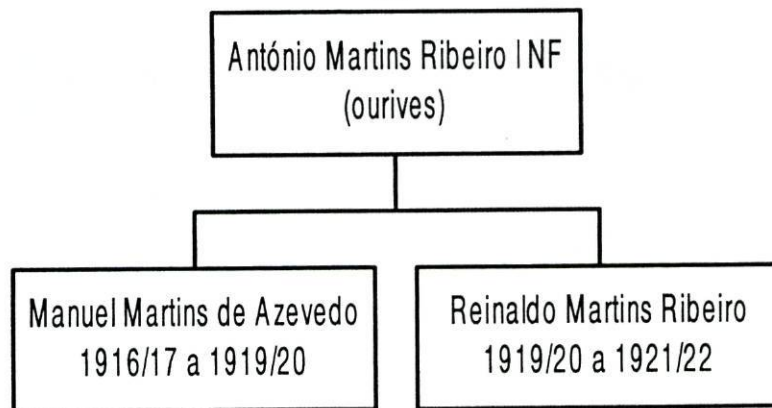 António Martins Ribeiro I NF
(ourives)
Manuel Martins de Azevedo
1916/17 a 1919/20
Reinaldo Martins Ribeiro
1919/20 a 1921/22